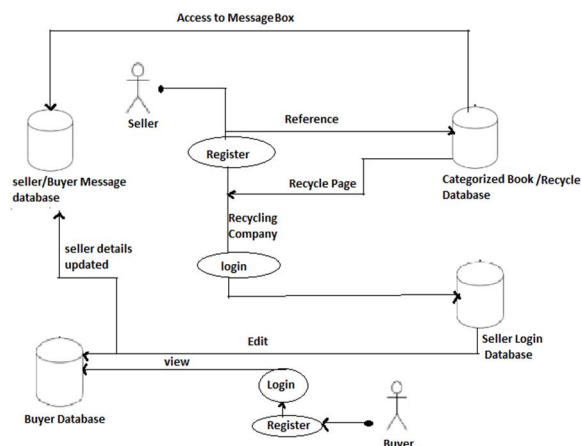 Access to MessageBox
Seller
Reference
Register
seller/Buyer Message
database
Categorized Book /Recycle
Database
Recycle Page
Recycling
Company
seller details
updated
login
Seller Login
Database
Edit
view
Login
Buyer Database
Register
Buyer